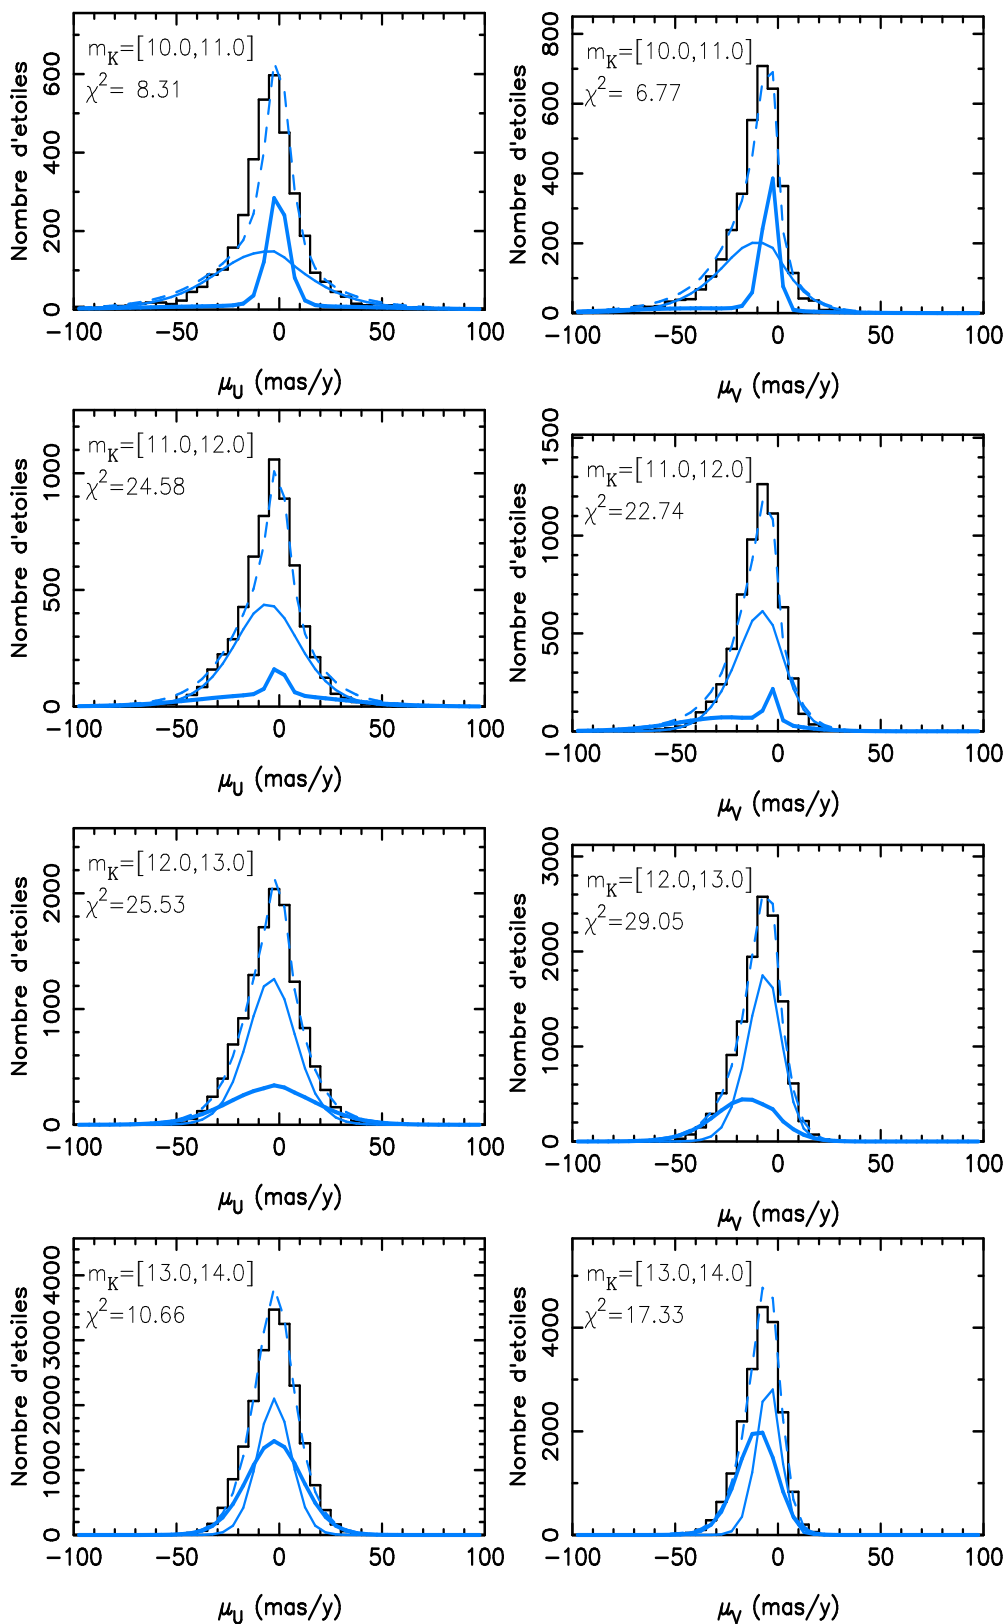 m_K=[10.0,11.0]
χ²= 8.31
Nombre d'etoiles
0
200
400
600
−100
−50
0
50
100
μ_U (mas/y)
m_K=[10.0,11.0]
χ²= 6.77
Nombre d'etoiles
0
200
400
600
800
−100
−50
0
50
100
μ_V (mas/y)
m_K=[11.0,12.0]
χ²=24.58
Nombre d'etoiles
0
500
1000
−100
−50
0
50
100
μ_U (mas/y)
m_K=[11.0,12.0]
χ²=22.74
Nombre d'etoiles
0
500
1000
1500
−100
−50
0
50
100
μ_V (mas/y)
m_K=[12.0,13.0]
χ²=25.53
Nombre d'etoiles
0
1000
2000
−100
−50
0
50
100
μ_U (mas/y)
m_K=[12.0,13.0]
χ²=29.05
Nombre d'etoiles
0
1000
2000
3000
−100
−50
0
50
100
μ_V (mas/y)
m_K=[13.0,14.0]
χ²=10.66
Nombre d'etoiles
0
1000
2000
3000
4000
−100
−50
0
50
100
μ_U (mas/y)
m_K=[13.0,14.0]
χ²=17.33
Nombre d'etoiles
0
2000
4000
−100
−50
0
50
100
μ_V (mas/y)